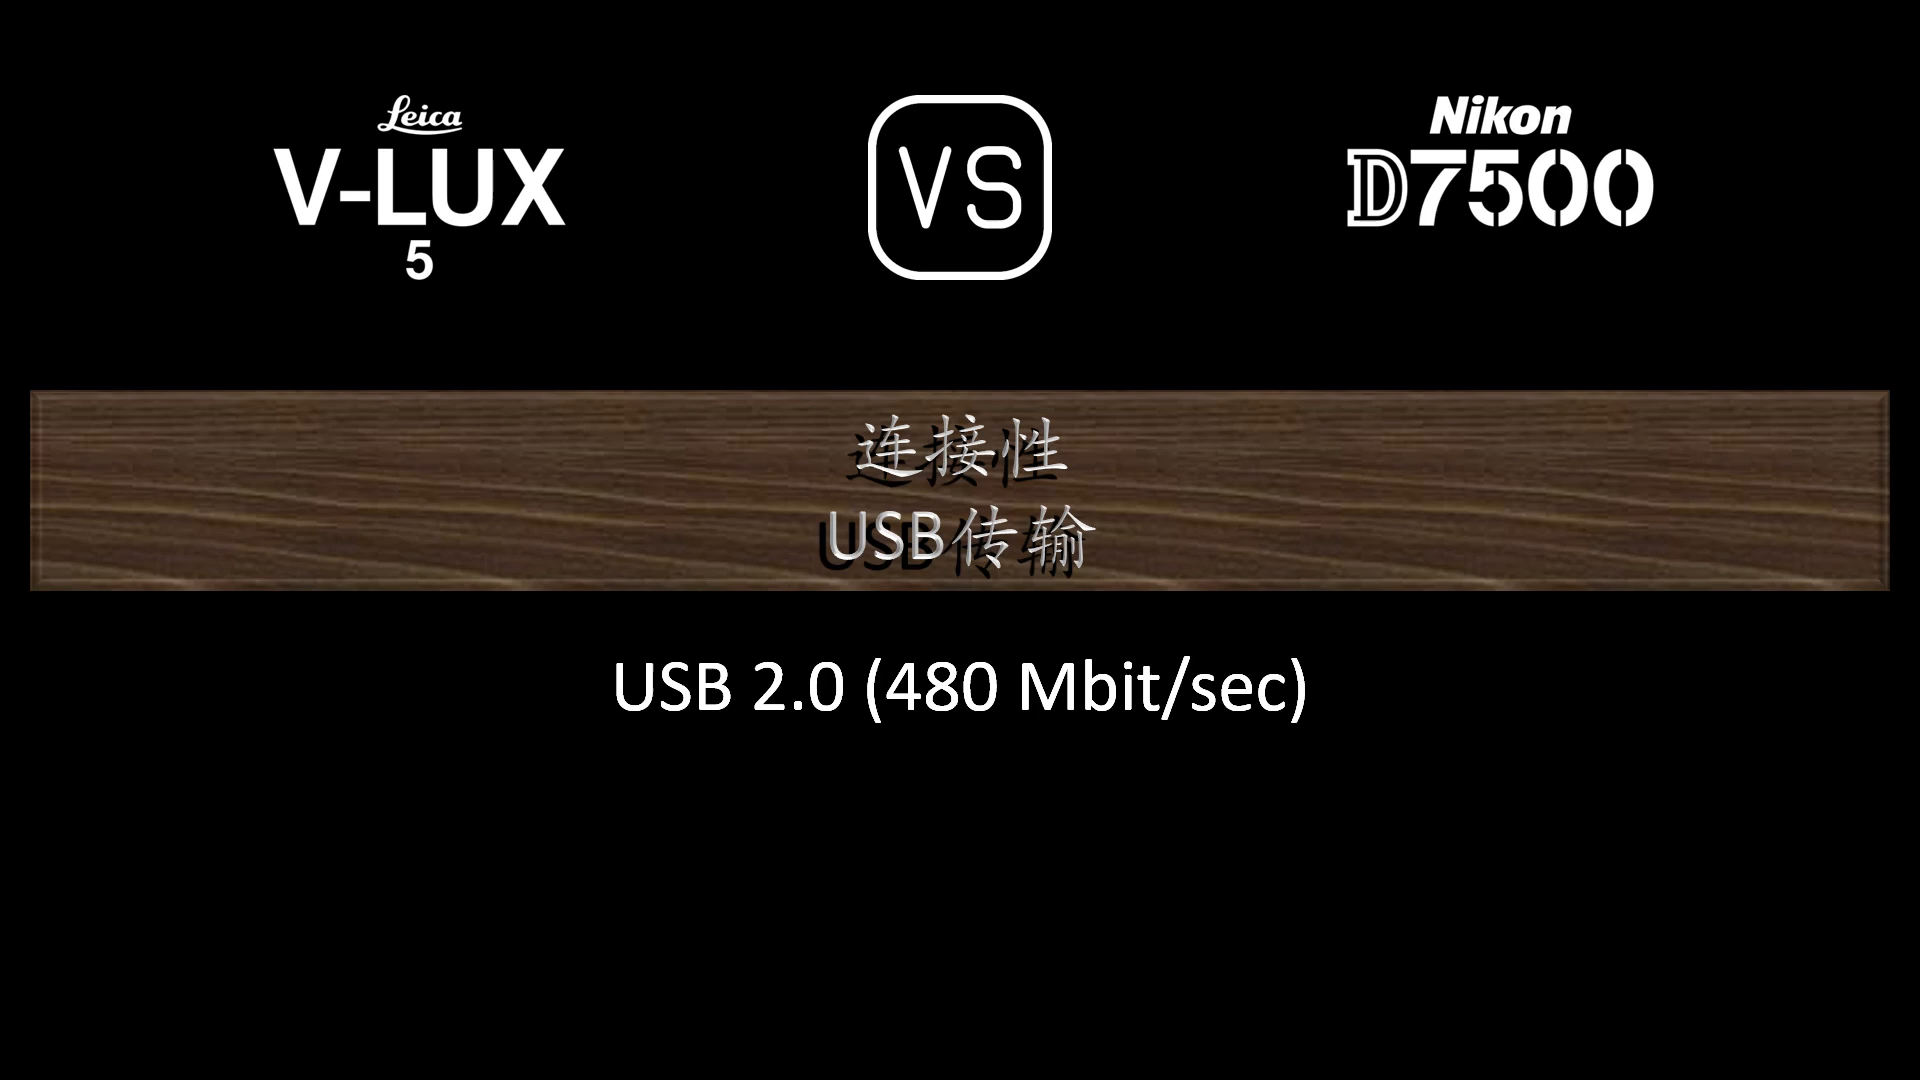 Leica
V-LUX
5
VS
Nikon
D7500
连接性
USB传输
USB 2.0 (480 Mbit/sec)